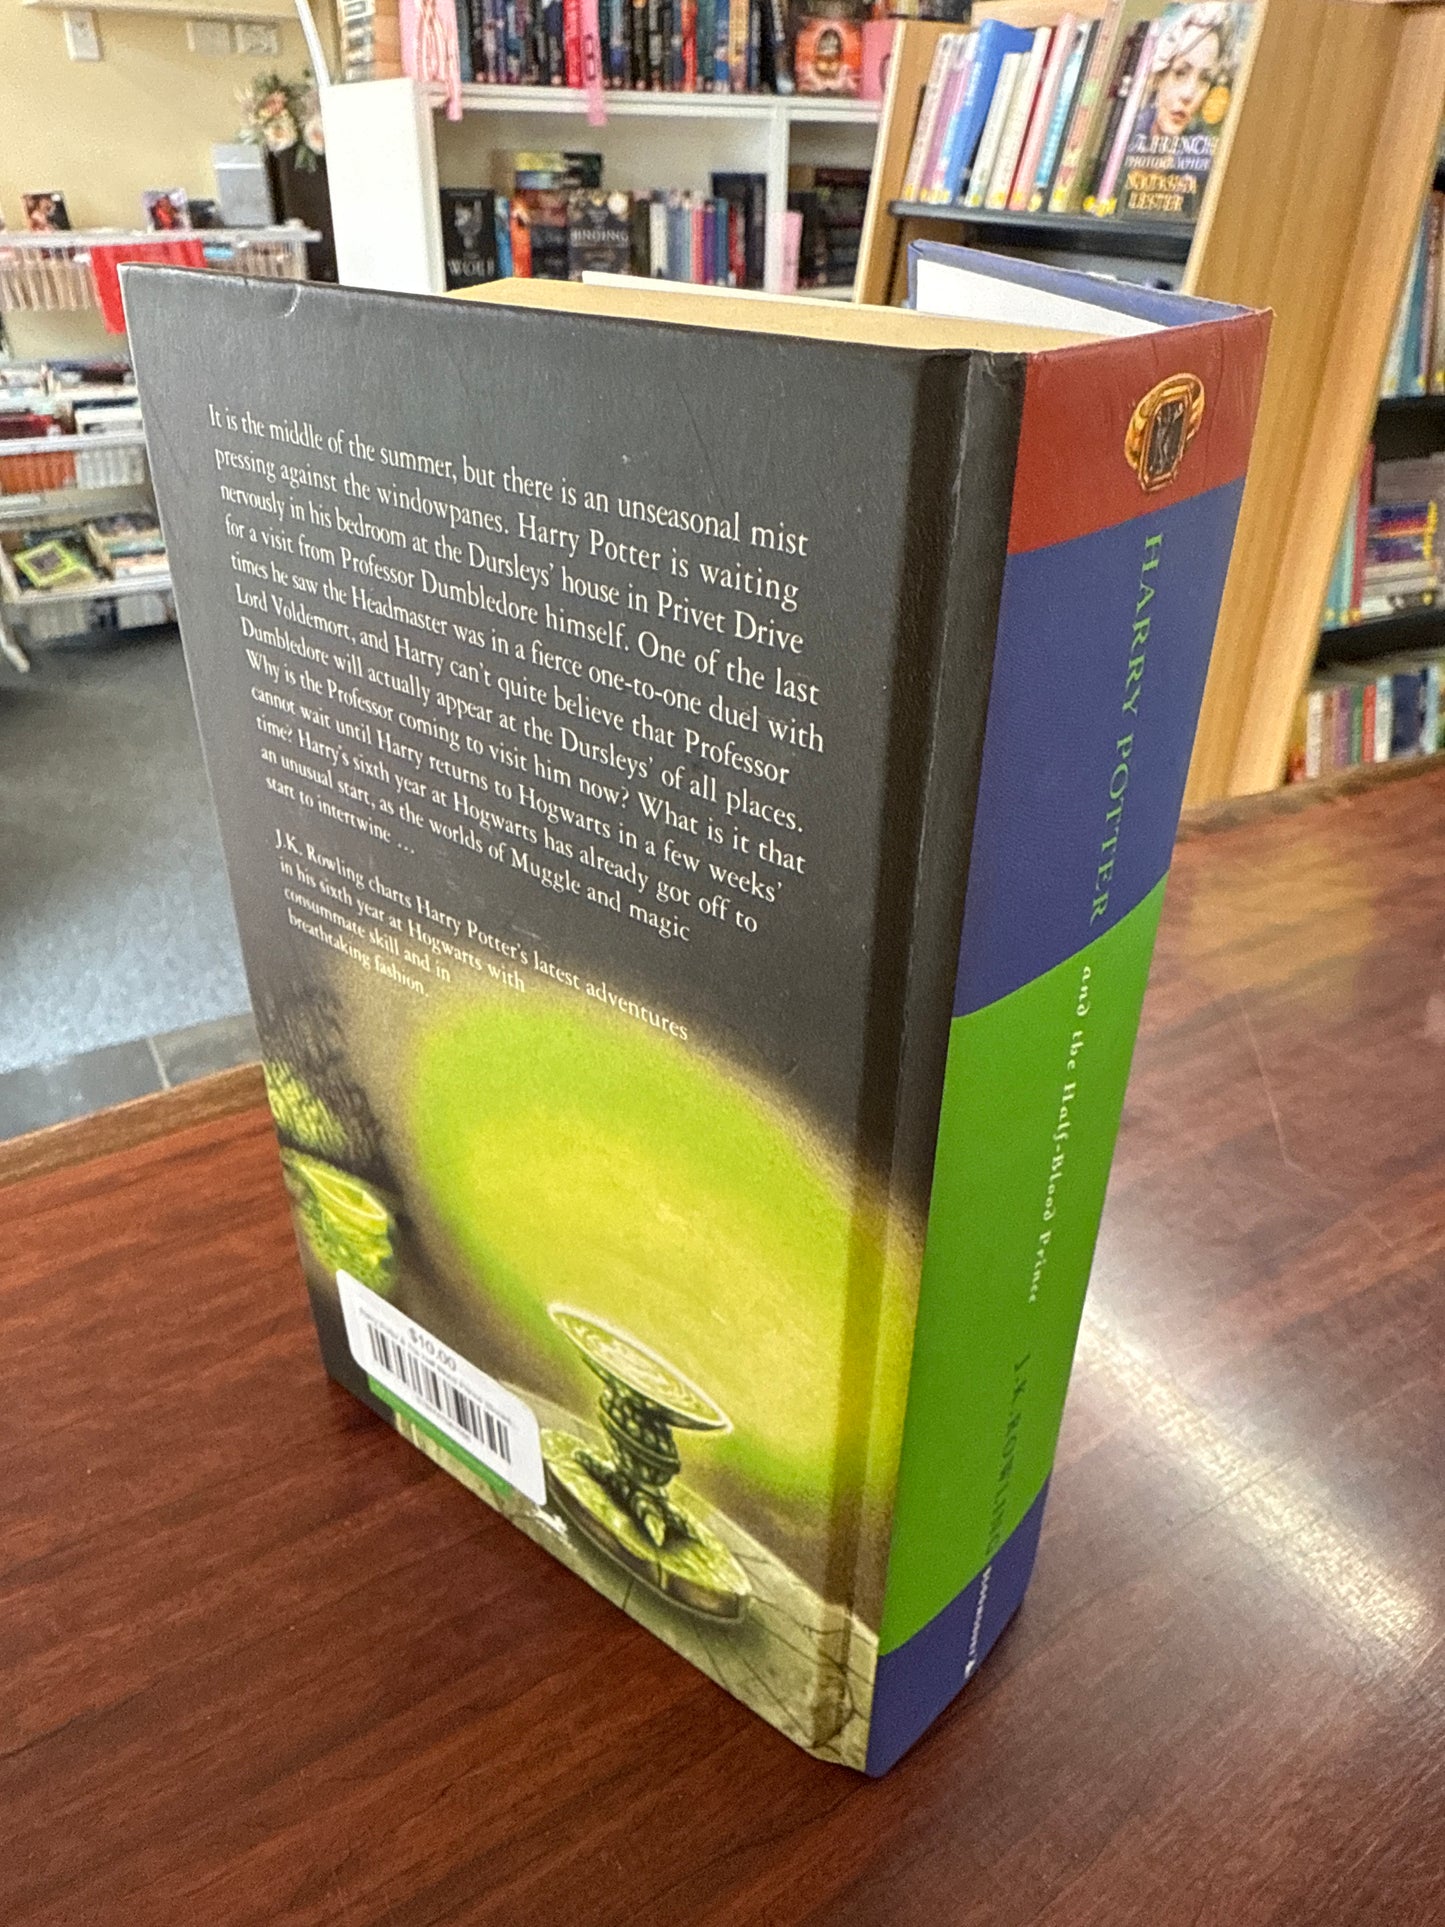 It is the middle of the summer, but there is an unseasonal mist
pressing against the windowpanes. Harry Potter is waiting
nervously in his bedroom at the Dursleys' house in Privet Drive
for a visit from Professor Dumbledore himself. One of the last
times he saw the Headmaster was in a fierce one-to-one duel with
Lord Voldemort, and Harry can't quite believe that Professor
Dumbledore will actually appear at the Dursleys' of all places.
Why is the Professor coming to visit him now? What is it that
cannot wait until Harry returns to Hogwarts in a few weeks'
time? Harry's sixth year at Hogwarts has already got off to
an unusual start, as the worlds of Muggle and magic
start to intertwine ...
J.K. Rowling charts Harry Potter's latest adventures
in his sixth year at Hogwarts with
consummate skill and in
breathtaking fashion.
$10.00
HARRY POTTER
and the Half-Blood Prince
J.K. ROWLING
WOLF
BINDING
NATASHA
LESTER